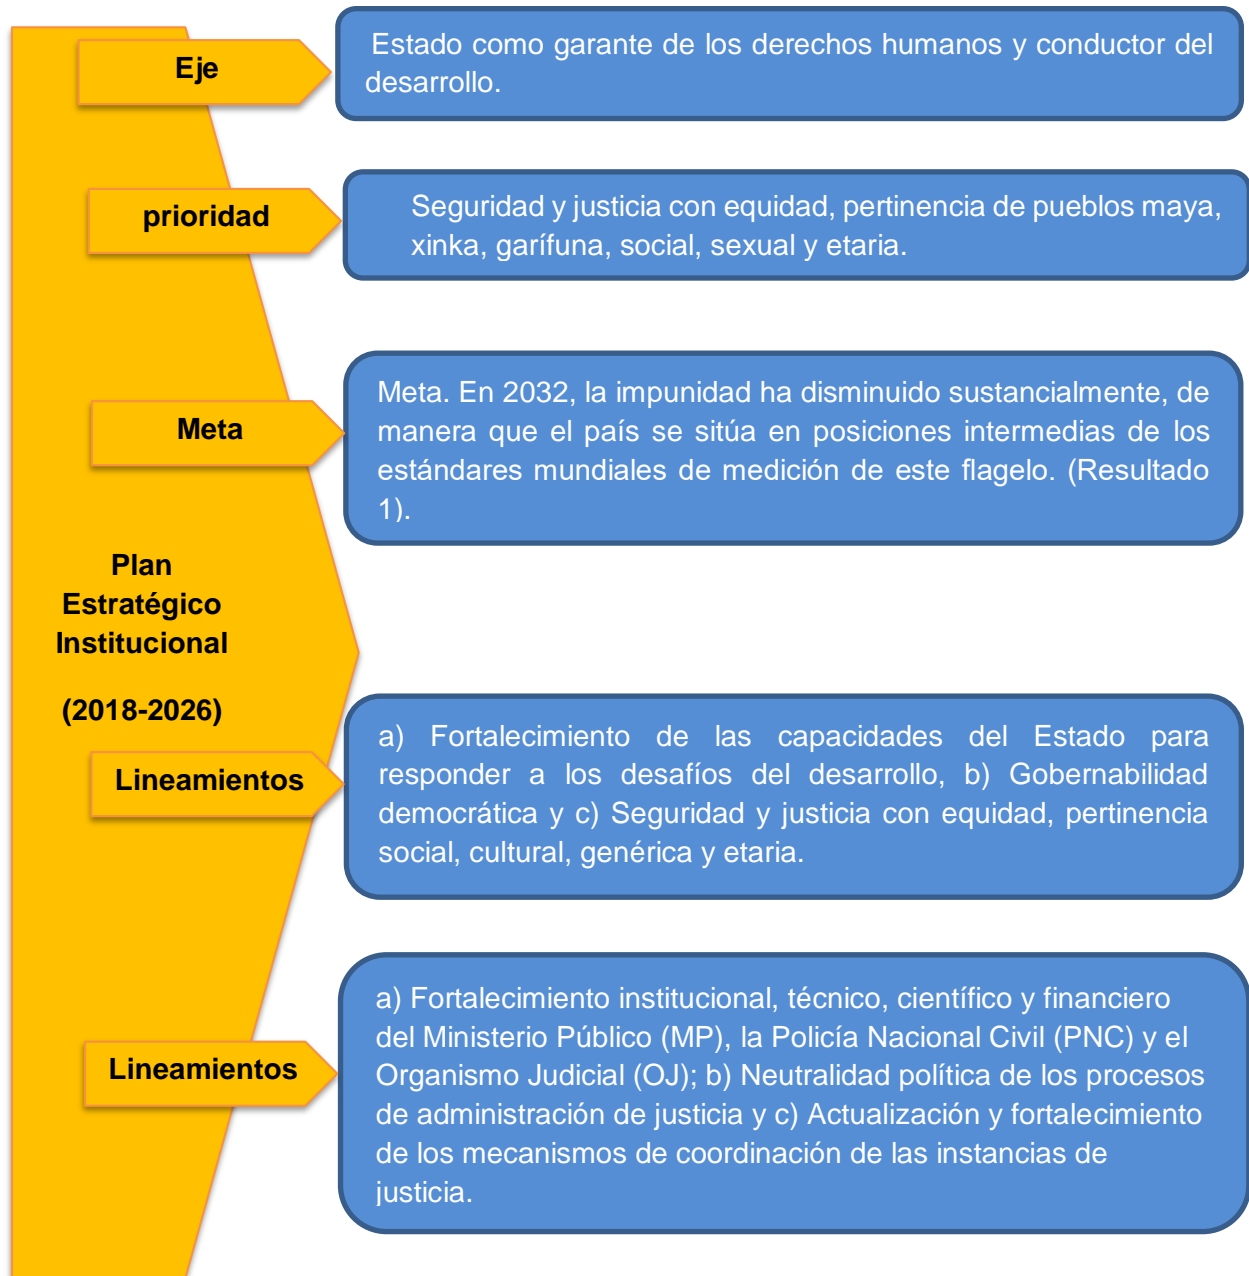 Eje
Estado como garante de los derechos humanos y conductor del
desarrollo.
prioridad
Seguridad y justicia con equidad, pertinencia de pueblos maya,
xinka, garífuna, social, sexual y etaria.
Meta
Meta. En 2032, la impunidad ha disminuido sustancialmente, de
manera que el país se sitúa en posiciones intermedias de los
estándares mundiales de medición de este flagelo. (Resultado
1).
Plan
Estratégico
Institucional
(2018-2026)
Lineamientos
a) Fortalecimiento de las capacidades del Estado para
responder a los desafíos del desarrollo, b) Gobernabilidad
democrática y c) Seguridad y justicia con equidad, pertinencia
social, cultural, genérica y etaria.
Lineamientos
a) Fortalecimiento institucional, técnico, científico y financiero
del Ministerio Público (MP), la Policía Nacional Civil (PNC) y el
Organismo Judicial (OJ); b) Neutralidad política de los procesos
de administración de justicia y c) Actualización y fortalecimiento
de los mecanismos de coordinación de las instancias de
justicia.